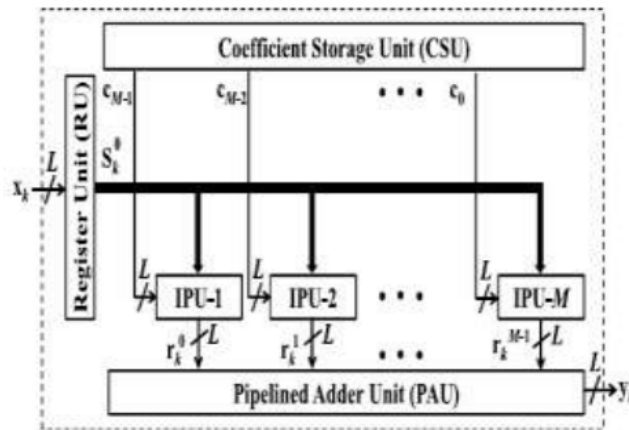 Coefficient Storage Unit (CSU)
c_{M-1} c_{M-2} • • • c_0
Register Unit (RU)
S_k^0
x_k L
L L • • • L
IPU-1 IPU-2 IPU-M
r_k^0 L r_k^1 L • • • r_k^{M-1} L
Pipelined Adder Unit (PAU)
L
y